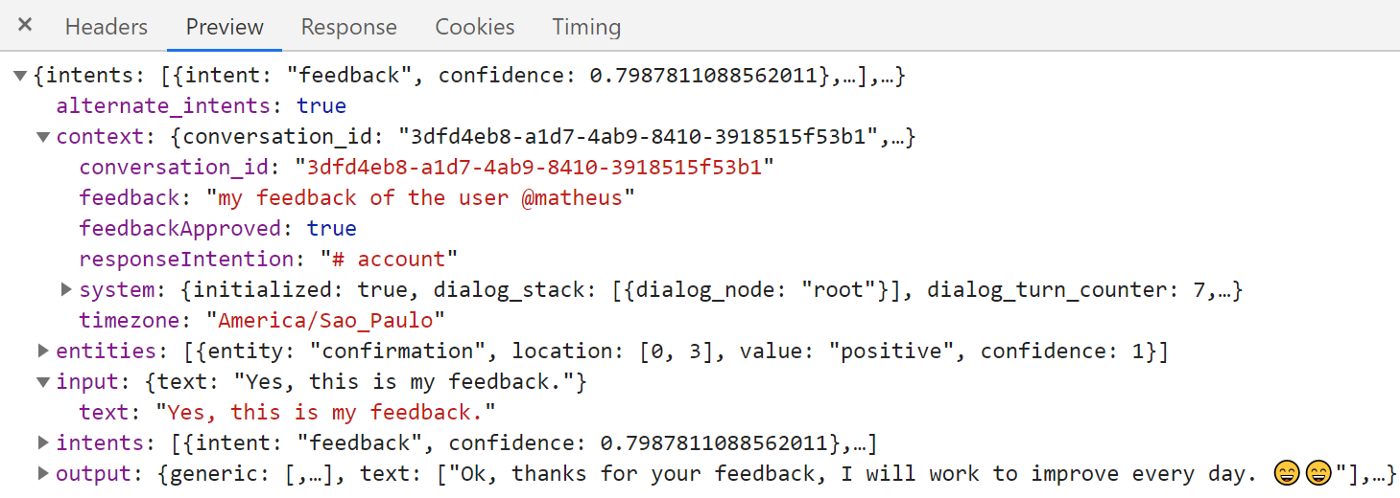 × Headers Preview Response Cookies Timing
▼{intents: [{intent: "feedback", confidence: 0.7987811088562011},…],…}
alternate_intents: true
▼context: {conversation_id: "3dfd4eb8-a1d7-4ab9-8410-3918515f53b1",…}
conversation_id: "3dfd4eb8-a1d7-4ab9-8410-3918515f53b1"
feedback: "my feedback of the user @matheus"
feedbackApproved: true
responseIntention: "# account"
▶system: {initialized: true, dialog_stack: [{dialog_node: "root"}], dialog_turn_counter: 7,…}
timezone: "America/Sao_Paulo"
▶entities: [{entity: "confirmation", location: [0, 3], value: "positive", confidence: 1}]
▼input: {text: "Yes, this is my feedback."}
text: "Yes, this is my feedback."
▶intents: [{intent: "feedback", confidence: 0.7987811088562011},…]
▶output: {generic: [,…], text: ["Ok, thanks for your feedback, I will work to improve every day. 😄😄"],…}